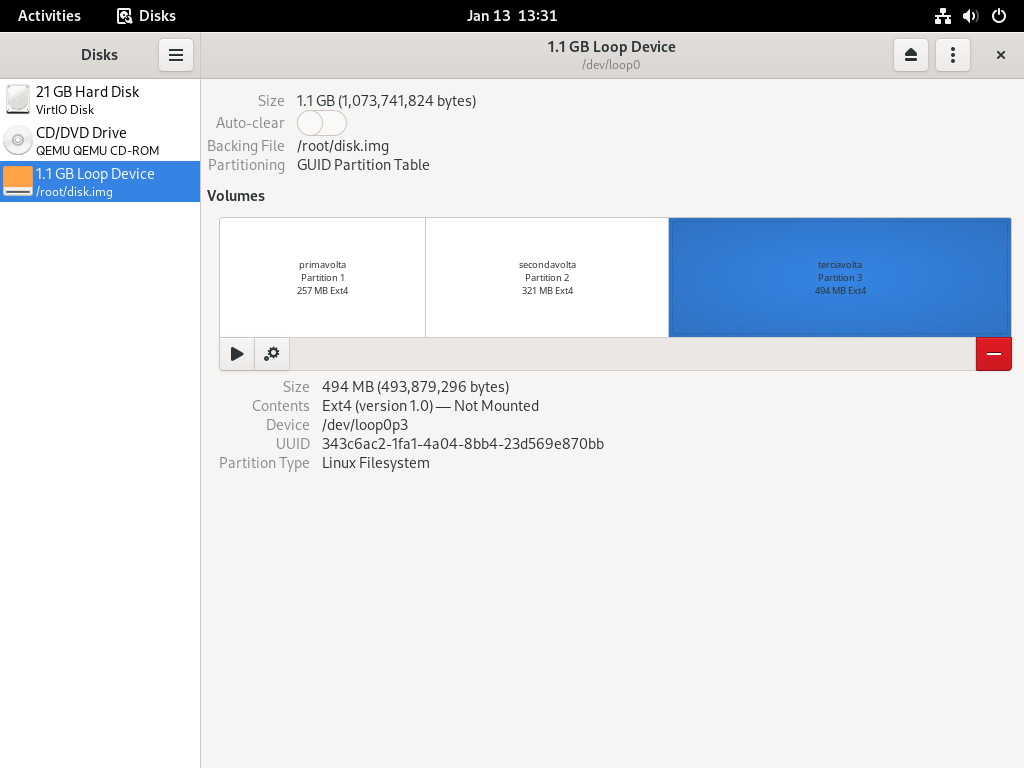 Activities Disks Jan 13 13:31
Disks
1.1 GB Loop Device
/dev/loop0
21 GB Hard Disk
VirtIO Disk
CD/DVD Drive
QEMU QEMU CD-ROM
1.1 GB Loop Device
/root/disk.img
Size 1.1 GB (1,073,741,824 bytes)
Auto-clear
Backing File /root/disk.img
Partitioning GUID Partition Table
Volumes
primavolta
Partition 1
257 MB Ext4
secondavolta
Partition 2
321 MB Ext4
terciavolta
Partition 3
494 MB Ext4
Size 494 MB (493,879,296 bytes)
Contents Ext4 (version 1.0) — Not Mounted
Device /dev/loop0p3
UUID 343c6ac2-1fa1-4a04-8bb4-23d569e870bb
Partition Type Linux Filesystem